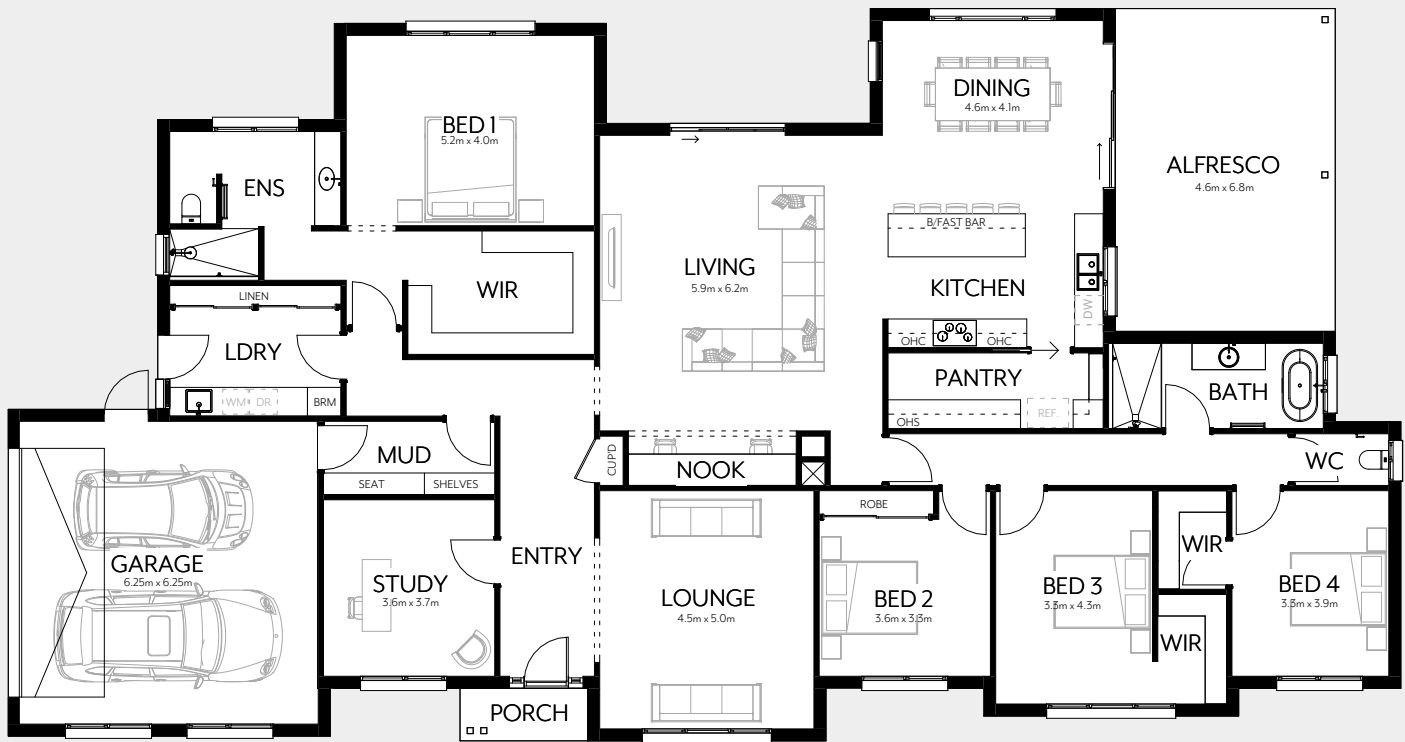 DINING
4.6m x 4.1m
BED 1
5.2m x 4.0m
ALFRESCO
4.6m x 6.8m
ENS
B/FAST BAR
LIVING
5.9m x 6.2m
KITCHEN
WIR
LINEN
DW
OHC
OHC
LDRY
PANTRY
BATH
WM
DR
BRM
REF.
OHS
MUD
CUP'D
NOOK
WC
SEAT
SHELVES
ROBE
WIR
ENTRY
GARAGE
6.25m x 6.25m
STUDY
3.6m x 3.7m
LOUNGE
4.5m x 5.0m
BED 2
3.6m x 3.3m
BED 3
3.3m x 4.3m
BED 4
3.3m x 3.9m
WIR
PORCH